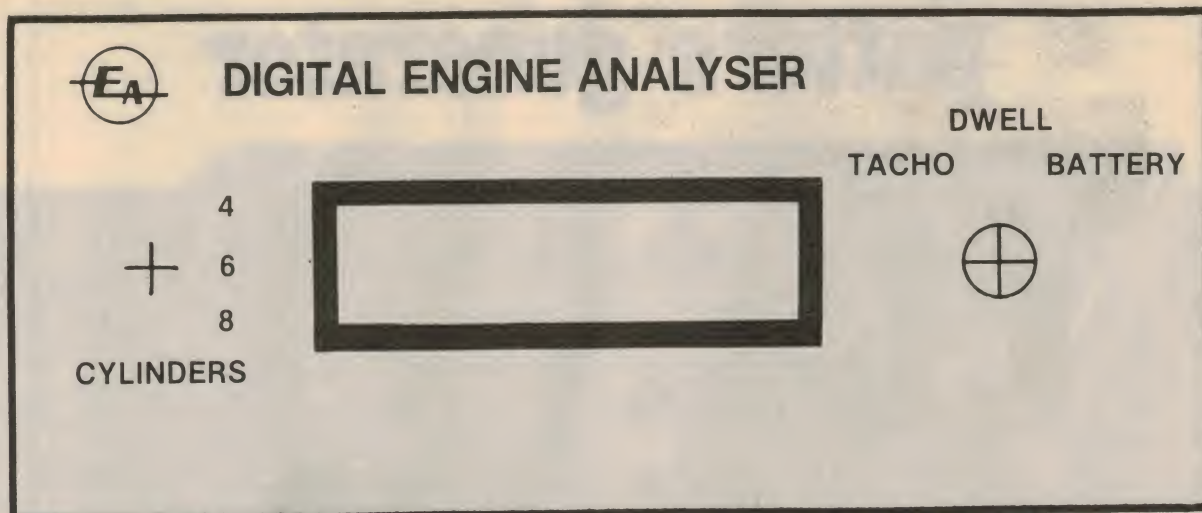 EA DIGITAL ENGINE ANALYSER
DWELL
TACHO BATTERY
4
6
8
CYLINDERS